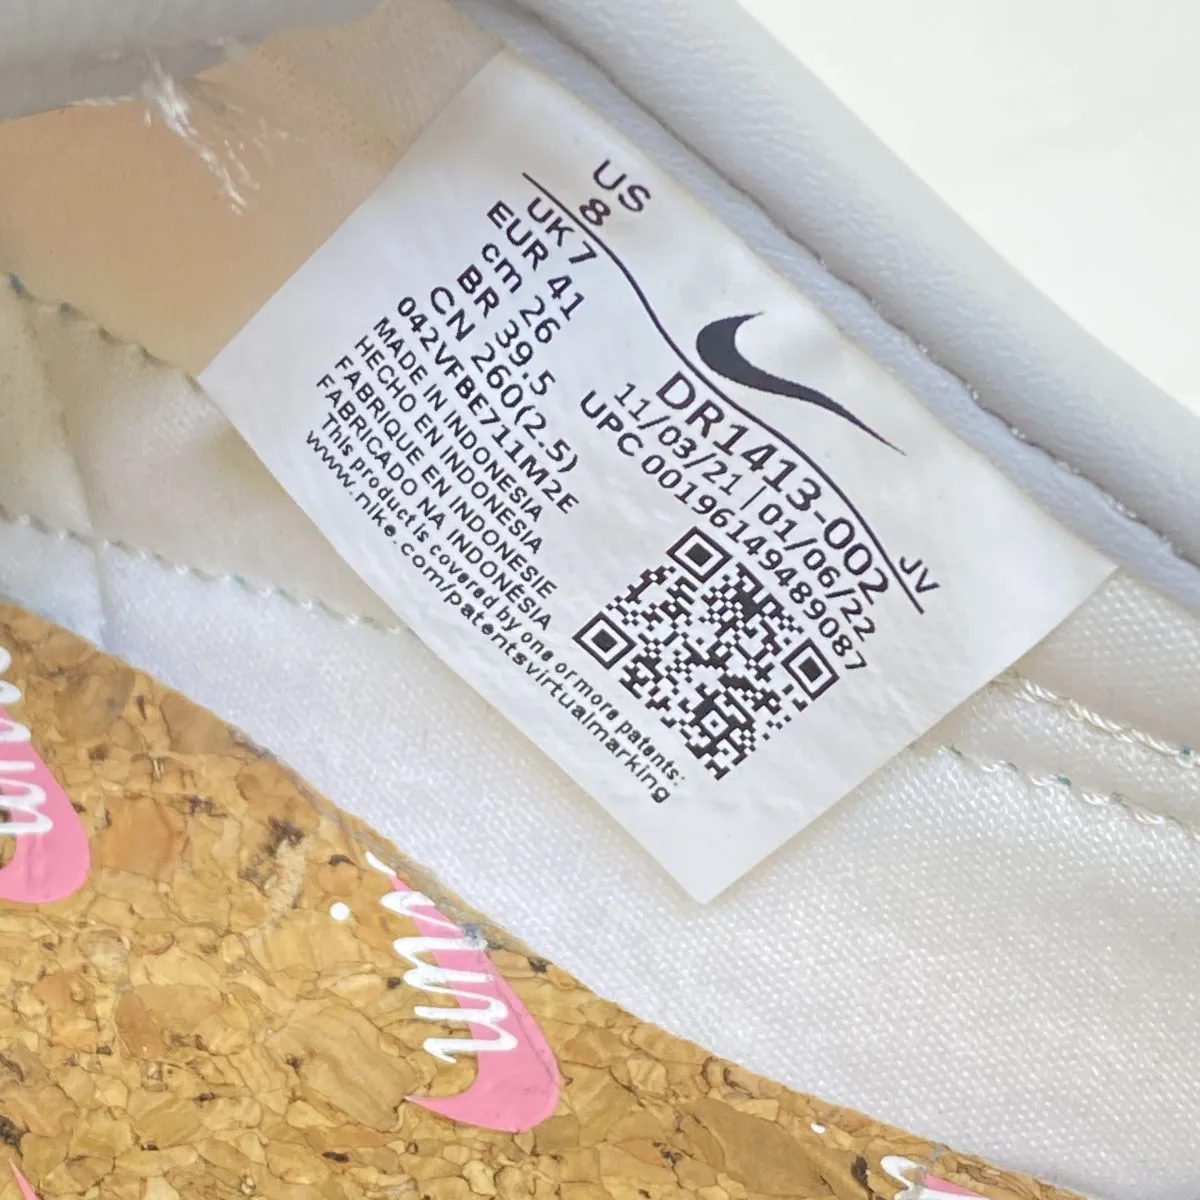 US
8
UK 7
EUR 41
cm 26
BR 39.5
CN 260(2.5)
042VFBE711M2E
MADE IN INDONESIA
HECHO EN INDONESIA
FABRIQUE EN INDONESIE
FABRICADO NA INDONÉSIA
This product is covered by one or more patents:
www.nike.com/patentsvirtualmarking
DR1413-002
JV
11/03/21 | 01/06/22
UPC 00196149489087